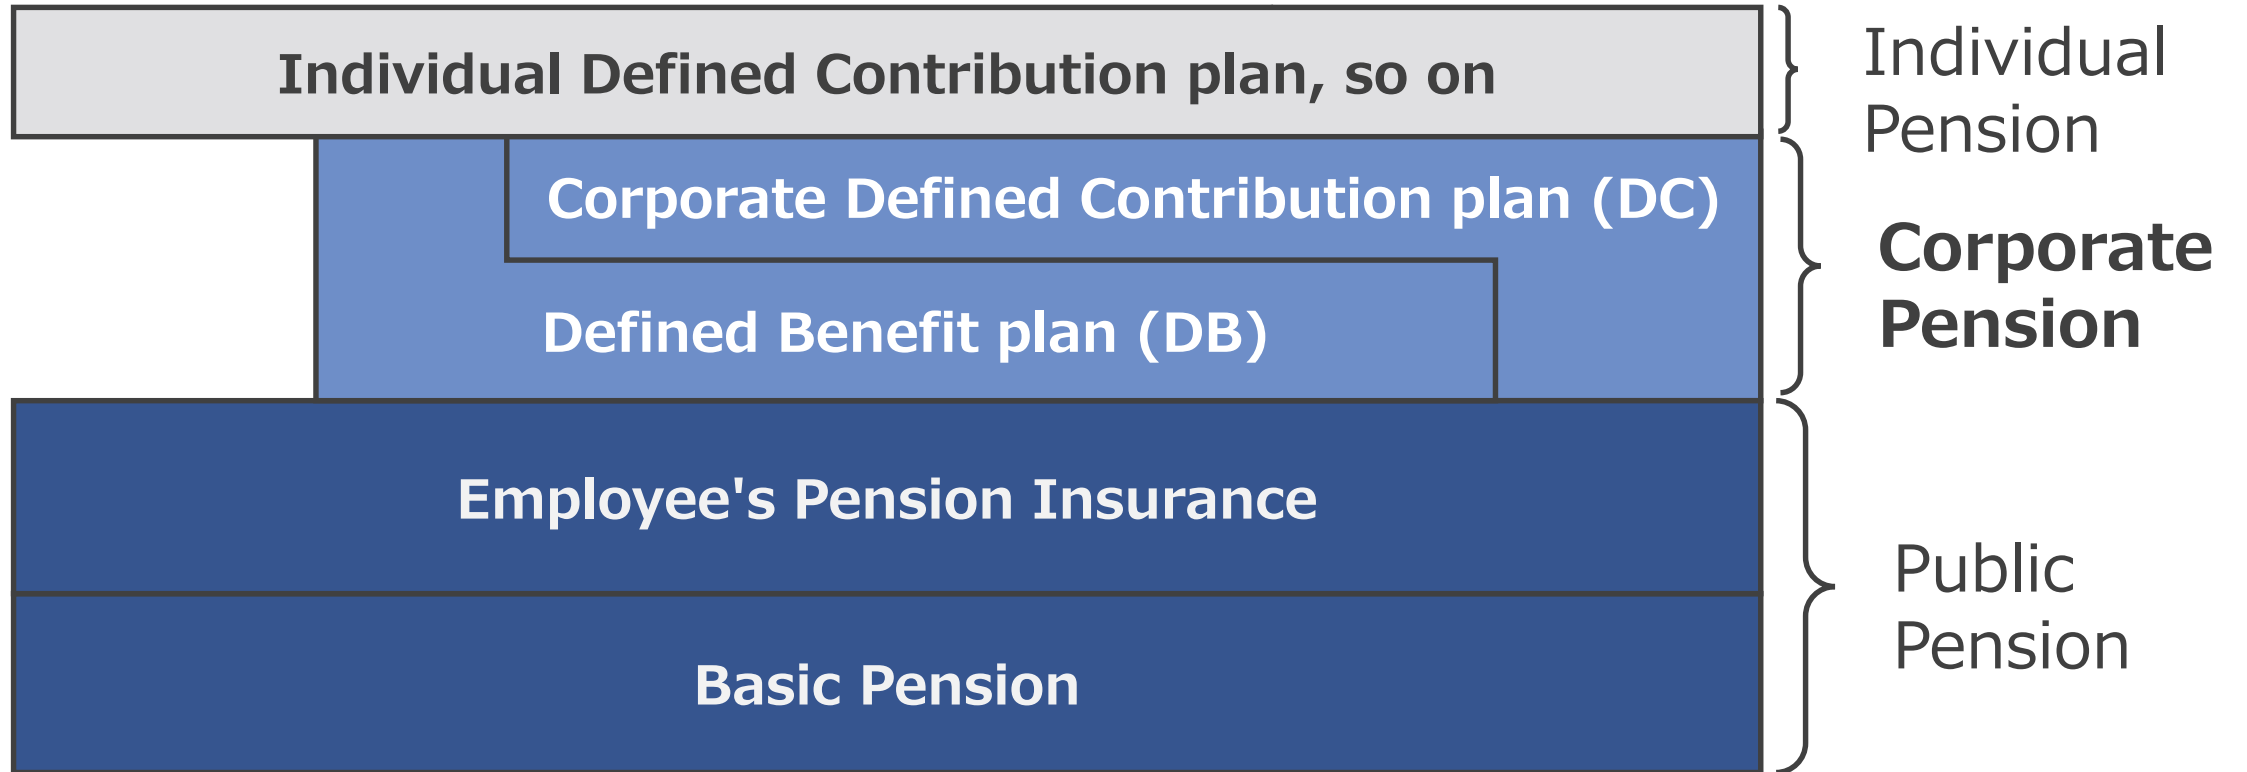 Individual Defined Contribution plan, so on
Individual
Pension
Corporate Defined Contribution plan (DC)
Defined Benefit plan (DB)
Corporate
Pension
Employee's Pension Insurance
Basic Pension
Public
Pension